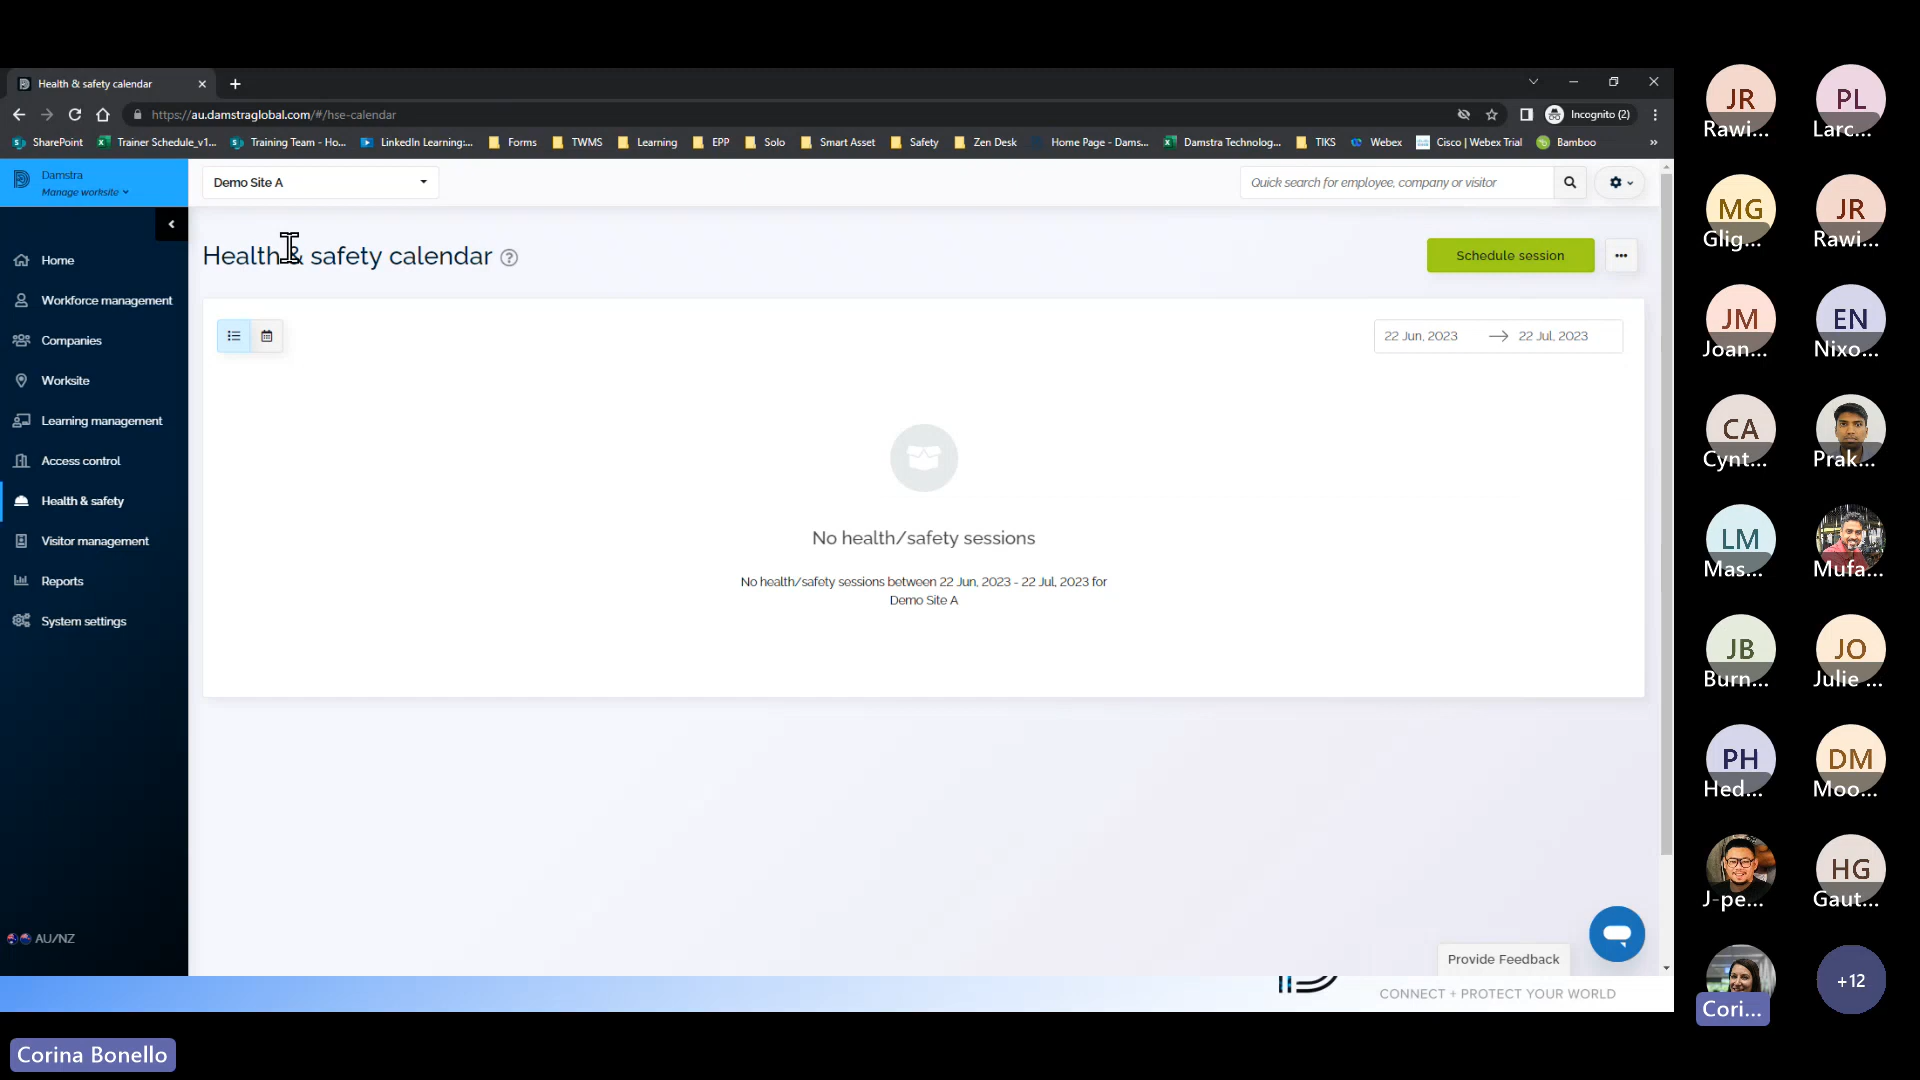 Health & safety calendar
https://au.damstraglobal.com/#/hse-calendar
Incognito (2)
SharePoint
Trainer Schedule_v1...
Training Team - Ho...
LinkedIn Learning:...
Forms
TWMS
Learning
EPP
Solo
Smart Asset
Safety
Zen Desk
Home Page - Dams...
Damstra Technolog...
TIKS
Webex
Cisco | Webex Trial
Bamboo
»
Damstra
Manage worksite
Demo Site A
Quick search for employee, company or visitor
Home
Workforce management
Companies
Worksite
Learning management
Access control
Health & safety
Visitor management
Reports
System settings
AU/NZ
Health & safety calendar
Schedule session
22 Jun, 2023
22 Jul, 2023
No health/safety sessions
No health/safety sessions between 22 Jun, 2023 - 22 Jul, 2023 for
Demo Site A
Provide Feedback
CONNECT + PROTECT YOUR WORLD
Corina Bonello
JR
Rawi...
PL
Larc...
MG
Glig...
JR
Rawi...
JM
Joan...
EN
Nixo...
CA
Cynt...
Prak...
LM
Mas...
Mufa...
JB
Burn...
JO
Julie ...
PH
Hed...
DM
Moo...
J-pe...
HG
Gaut...
Cori...
+12